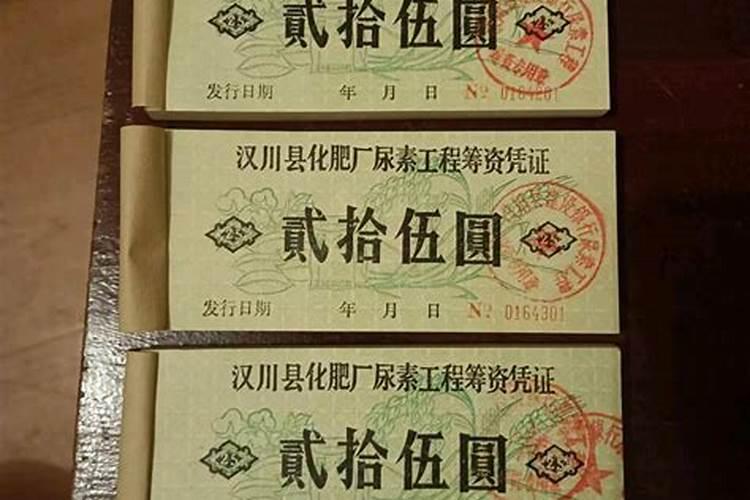 贰拾伍圆
发行日期 年 月 日 № 0164201
汉川县化肥厂尿素工程筹资凭证
贰拾伍圆
发行日期 年 月 日 № 0164301
汉川县化肥厂尿素工程筹资凭证
贰拾伍圆